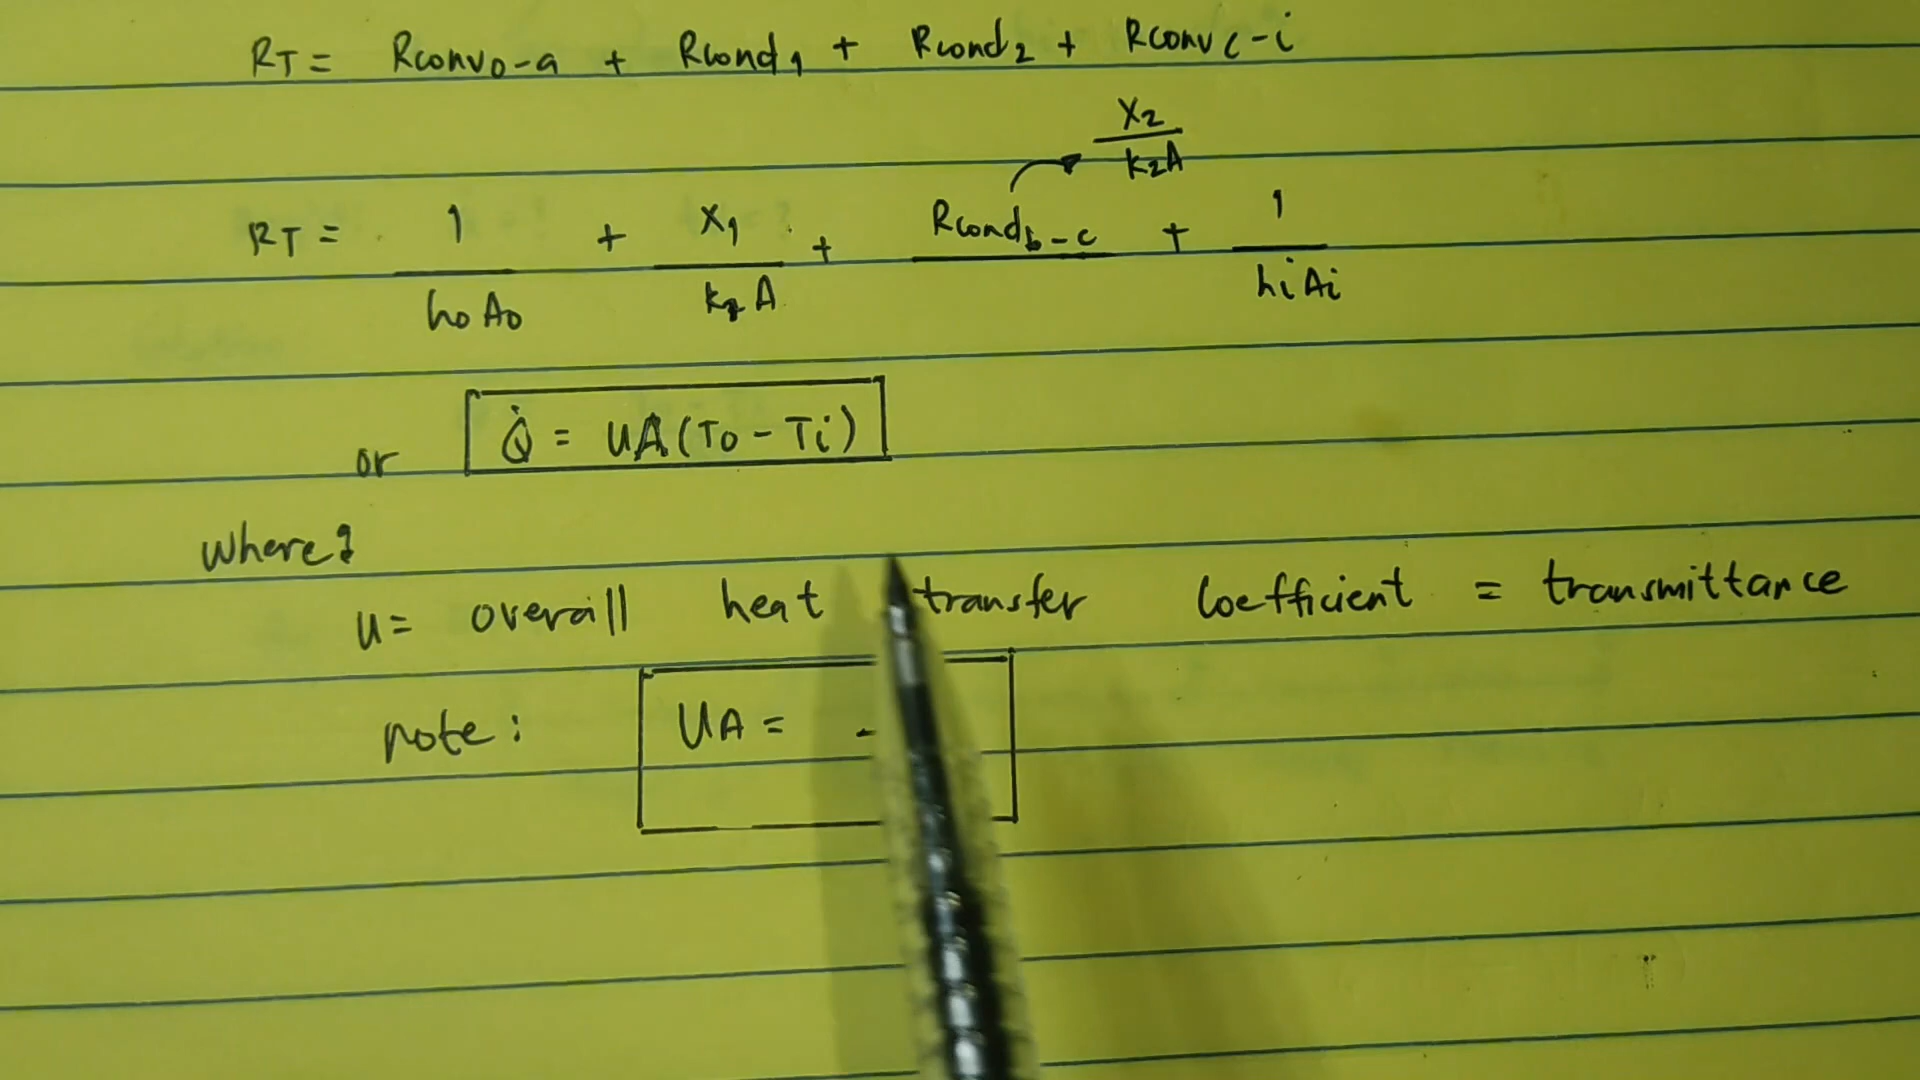 RT = Rconvo-a + Rcond1 + Rcond2 + Rconvc-i
x2
k2A
RT = 1 + x1 + Rcondb-c + 1
hoAo k1A hiAi
or Q̇ = UA(To - Ti)
where:
U = overall heat transfer coefficient = transmittance
note: UA =